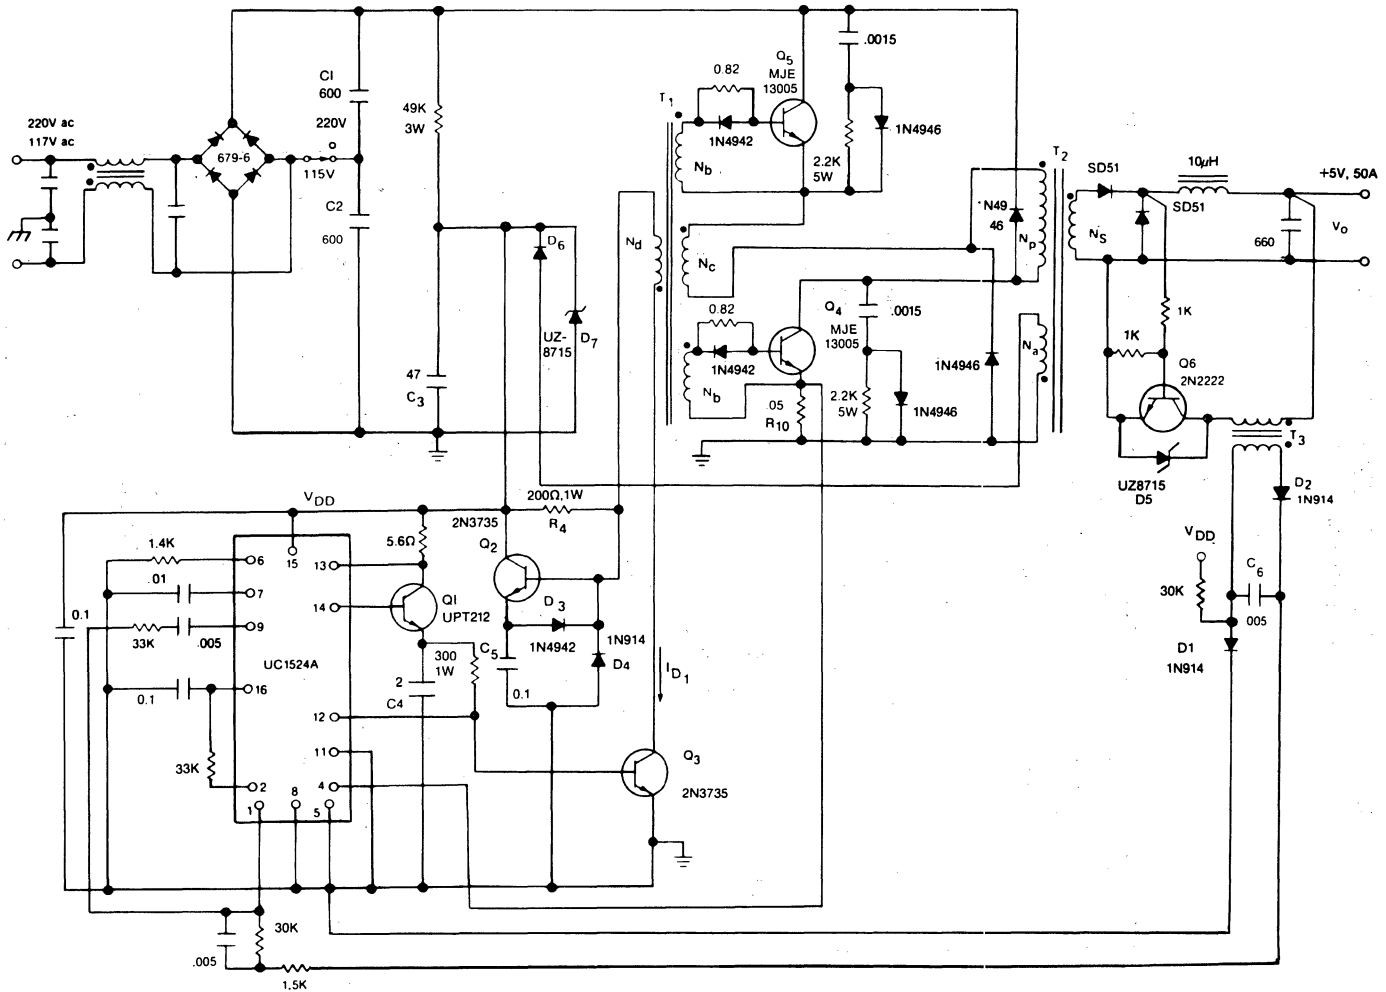 220V ac
117V ac
679-6
C1
600
220V
115V
C2
600
49K
3W
47
C3
D6
UZ-
8715
D7
T1
0.82
1N4942
Nb
Q5
MJE
13005
.0015
2.2K
5W
1N4946
Nd
Nc
0.82
1N4942
Nb
Q4
MJE
13005
.0015
.05
R10
2.2K
5W
1N4946
1N4946
N49
46
T2
Np
Na
Ns
SD51
SD51
10µH
660
+5V, 50A
Vo
1K
1K
Q6
2N2222
UZ8715
D5
T3
D2
1N914
VDD
30K
C6
005
D1
1N914
VDD
1.4K
.01
0.1
33K
.005
0.1
33K
UC1524A
6
7
9
16
2
1
8
5
15
13
14
12
11
4
5.6Ω
Q1
UPT212
2
C4
300
1W
2N3735
Q2
200Ω,1W
R4
D3
1N4942
C5
0.1
1N914
D4
ID1
Q3
2N3735
30K
.005
1.5K